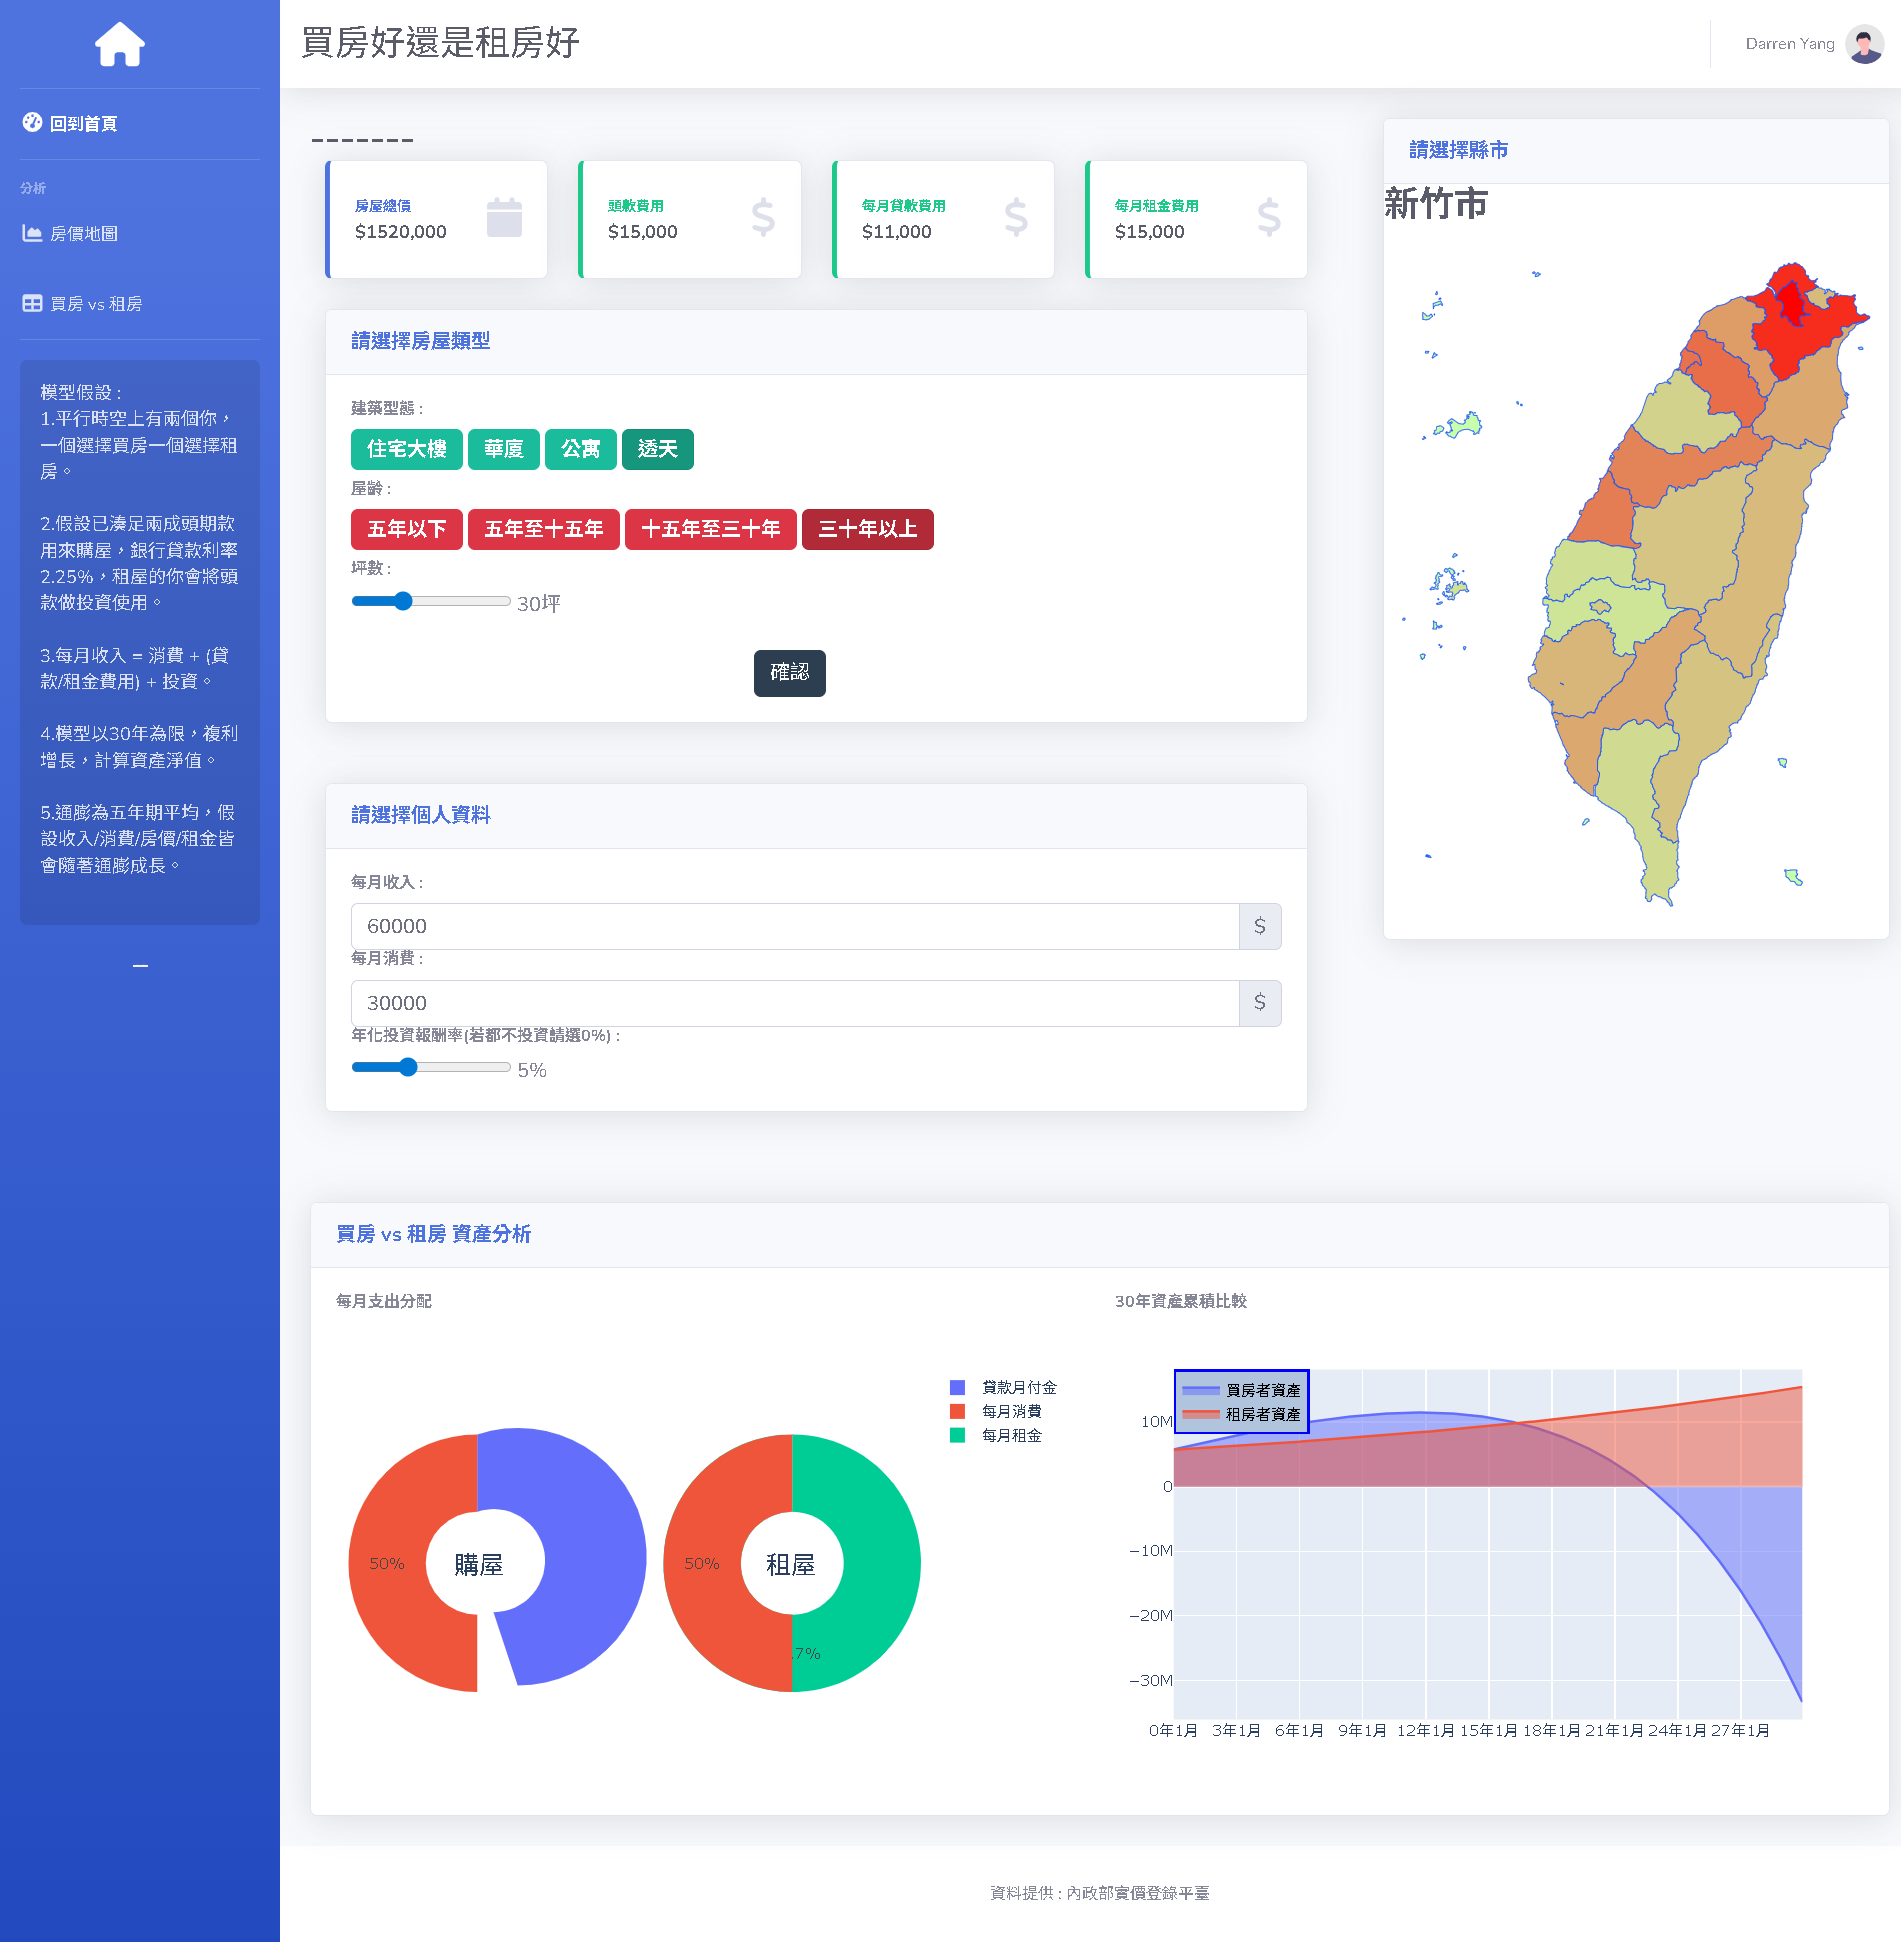 買房好還是租房好
Darren Yang
回到首頁
分析
房價地圖
買房 vs 租房
模型假設 :
1.平行時空上有兩個你，
一個選擇買房一個選擇租
房。
2.假設已湊足兩成頭期款
用來購屋，銀行貸款利率
2.25%，租屋的你會將頭
款做投資使用。
3.每月收入 = 消費 + (貸
款/租金費用) + 投資。
4.模型以30年為限，複利
增長，計算資產淨值。
5.通膨為五年期平均，假
設收入/消費/房價/租金皆
會隨著通膨成長。
-------
房屋總價
$1520,000
頭款費用
$15,000
每月貸款費用
$11,000
每月租金費用
$15,000
請選擇房屋類型
建築型態 :
住宅大樓 華廈 公寓 透天
屋齡 :
五年以下 五年至十五年 十五年至三十年 三十年以上
坪數 :
30坪
確認
請選擇個人資料
每月收入 :
60000 $
每月消費 :
30000 $
年化投資報酬率(若都不投資請選0%) :
5%
請選擇縣市
新竹市
買房 vs 租房 資產分析
每月支出分配
貸款月付金
每月消費
每月租金
50%
購屋
50%
租屋
.7%
30年資產累積比較
買房者資產
租房者資產
10M
0
−10M
−20M
−30M
0年1月 3年1月 6年1月 9年1月 12年1月 15年1月 18年1月 21年1月 24年1月 27年1月
資料提供 : 內政部實價登錄平臺